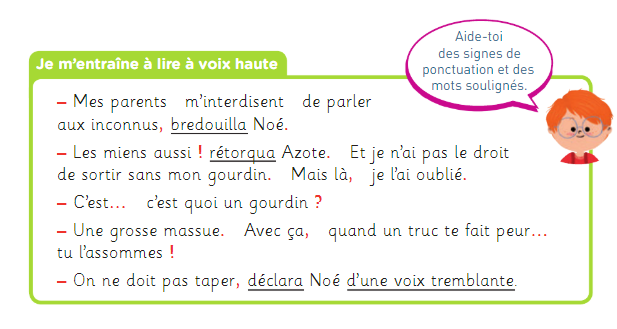 Aide-toi
des signes de
ponctuation et des
mots soulignés.
Je m'entraîne à lire à voix haute
– Mes parents m'interdisent de parler
aux inconnus, bredouilla Noé.
– Les miens aussi ! rétorqua Azote. Et je n'ai pas le droit
de sortir sans mon gourdin. Mais là, je l'ai oublié.
– C'est... c'est quoi un gourdin ?
– Une grosse massue. Avec ça, quand un truc te fait peur...
tu l'assommes !
– On ne doit pas taper, déclara Noé d'une voix tremblante.